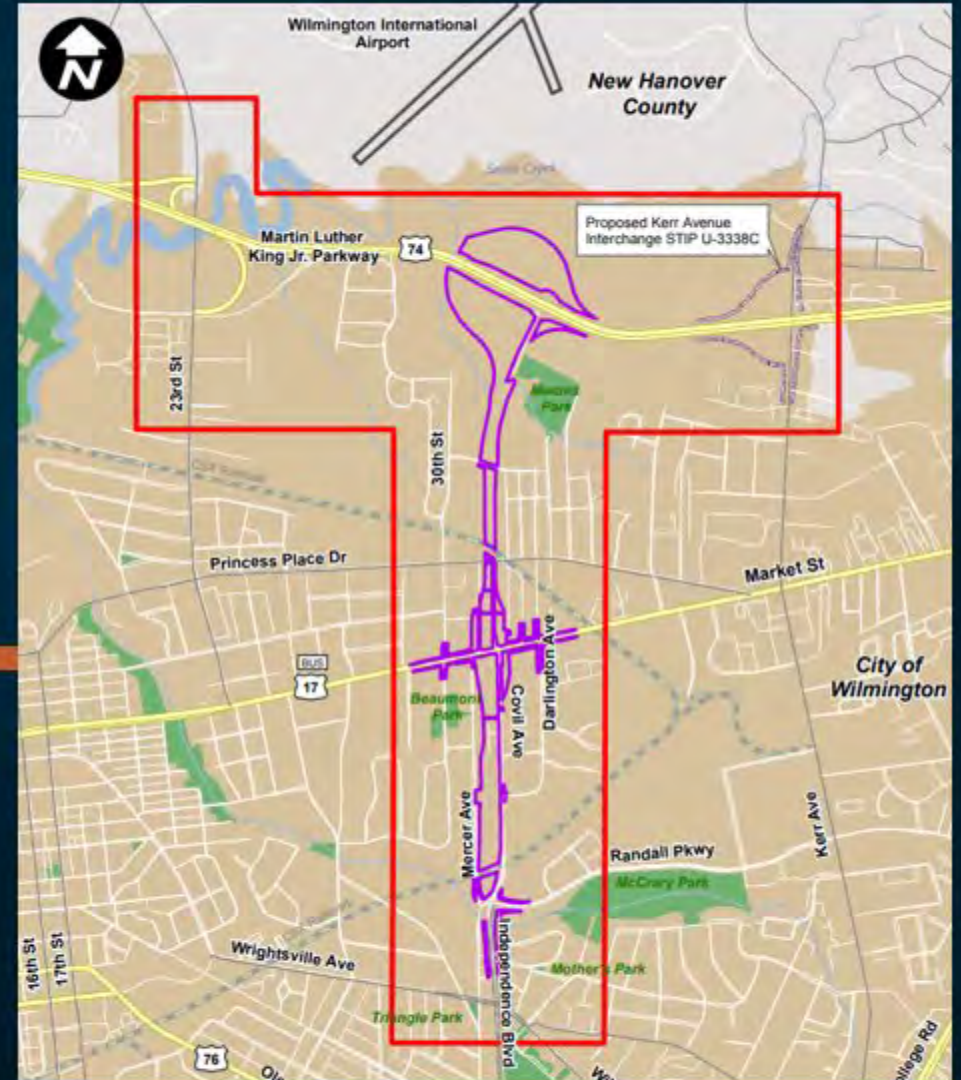 Wilmington International
Airport
N
New Hanover
County
Smith Creek
Proposed Kerr Avenue
Interchange STIP U-3338C
Martin Luther
King Jr. Parkway
74
23rd St
30th St
Park
Princess Place Dr
Market St
BUS
17
City of
Wilmington
Beaumont
Park
Covil Ave
Darlington Ave
Mercer Ave
Kerr Ave
Randall Pkwy
McCrary Park
16th St
17th St
Wrightsville Ave
Independence Blvd
Mother's Park
Triangle Park
76